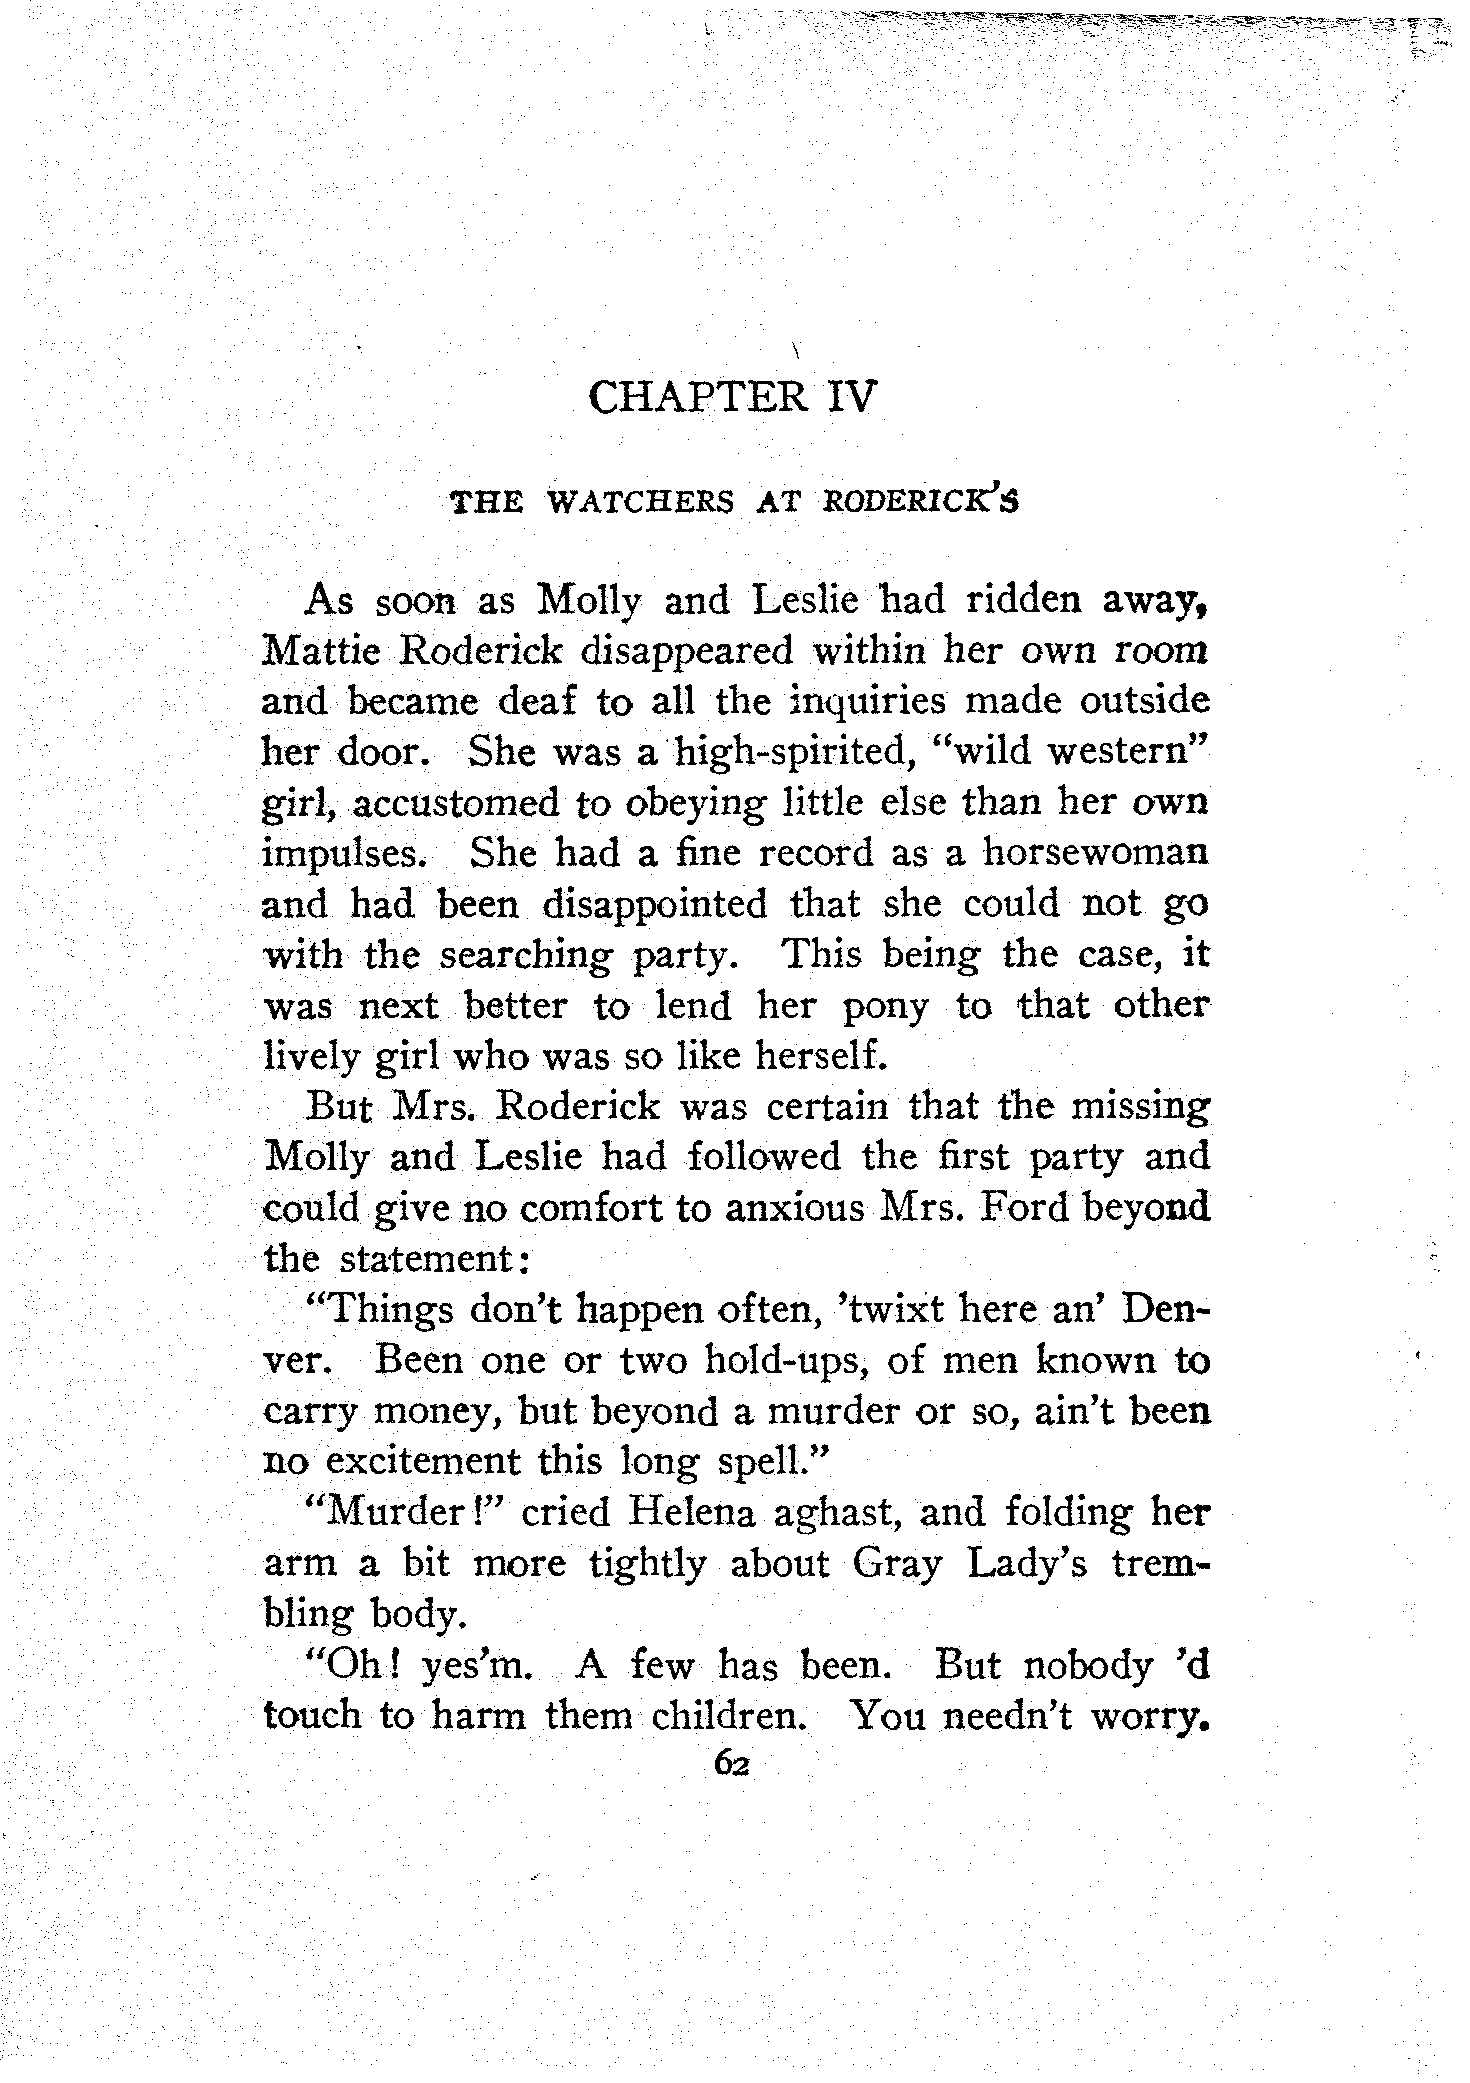 CHAPTER IV
THE WATCHERS AT RODERICK'S
As soon as Molly and Leslie had ridden away,
Mattie Roderick disappeared within her own room
and became deaf to all the inquiries made outside
her door. She was a high-spirited, "wild western"
girl, accustomed to obeying little else than her own
impulses. She had a fine record as a horsewoman
and had been disappointed that she could not go
with the searching party. This being the case, it
was next better to lend her pony to that other
lively girl who was so like herself.
But Mrs. Roderick was certain that the missing
Molly and Leslie had followed the first party and
could give no comfort to anxious Mrs. Ford beyond
the statement:
"Things don't happen often, 'twixt here an' Den-
ver. Been one or two hold-ups, of men known to
carry money, but beyond a murder or so, ain't been
no excitement this long spell."
"Murder!" cried Helena aghast, and folding her
arm a bit more tightly about Gray Lady's trem-
bling body.
"Oh! yes'm. A few has been. But nobody 'd
touch to harm them children. You needn't worry.
62